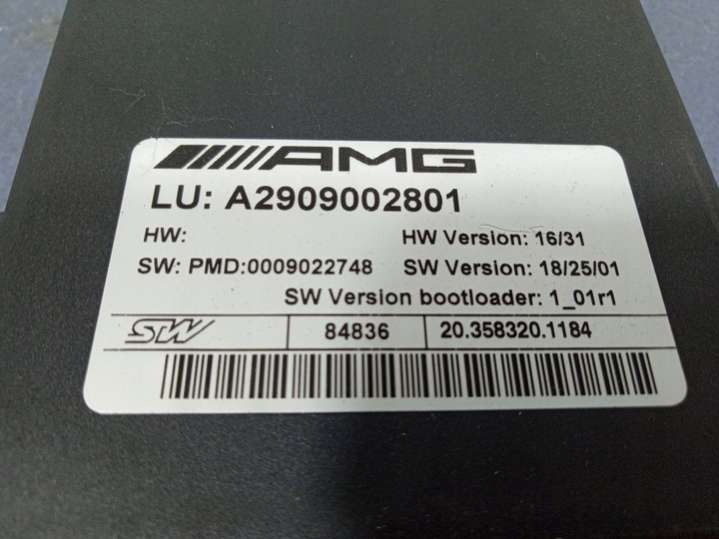 AMG
LU: A2909002801
HW: HW Version: 16/31
SW: PMD:0009022748 SW Version: 18/25/01
SW Version bootloader: 1_01r1
STW 84836 20.358320.1184